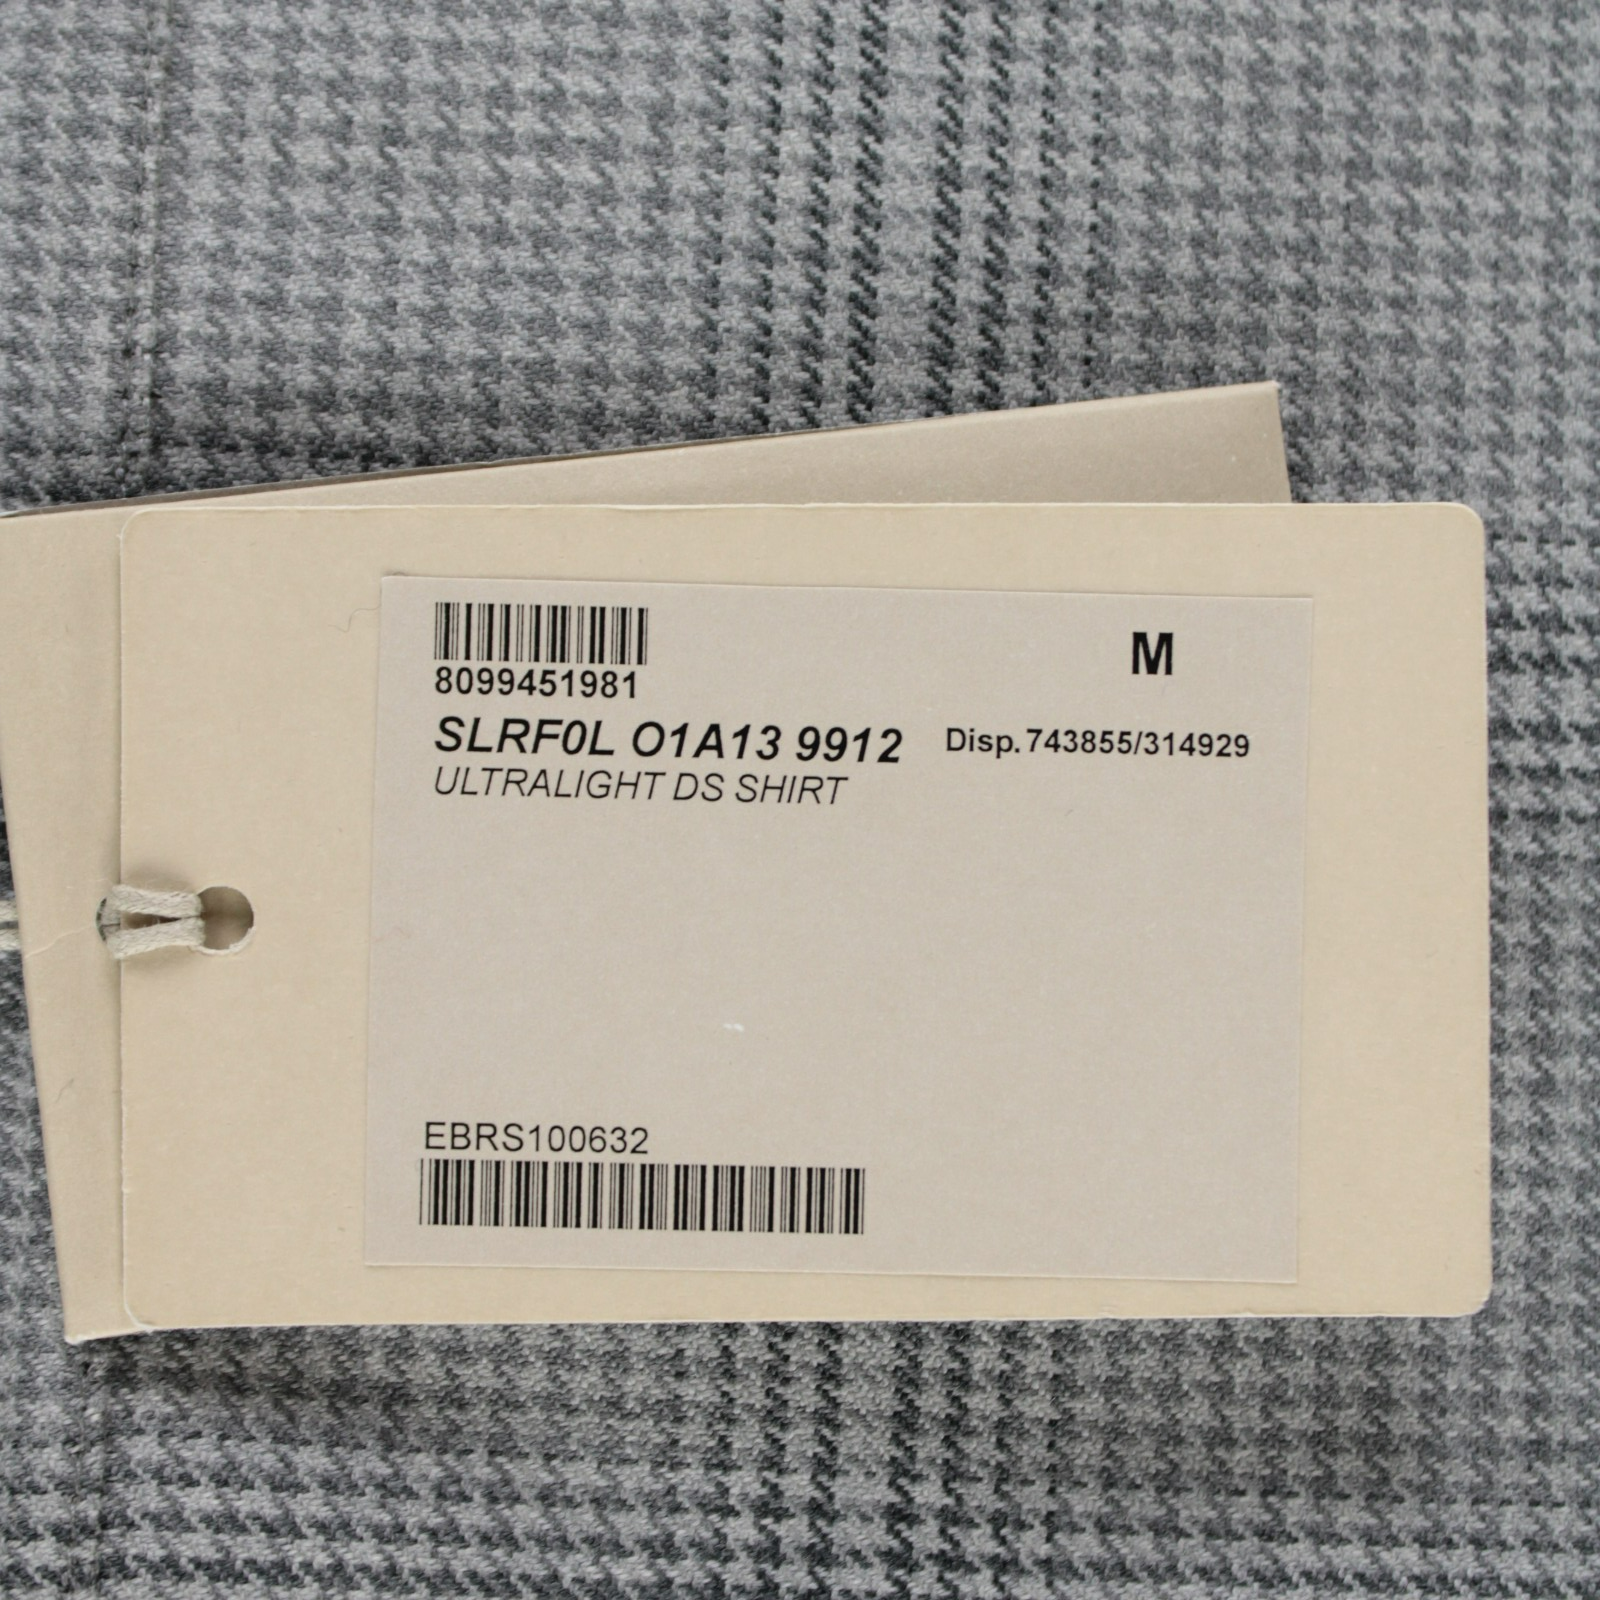 M
8099451981
SLRF0L O1A13 9912 Disp.743855/314929
ULTRALIGHT DS SHIRT
EBRS100632